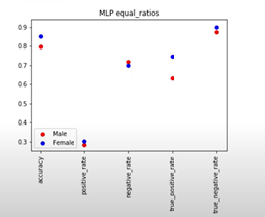 MLP equal_ratios
0.9
0.8
0.7
0.6
0.5
0.4
0.3
Male
Female
accuracy
positive_rate
negative_rate
true_positive_rate
true_negative_rate